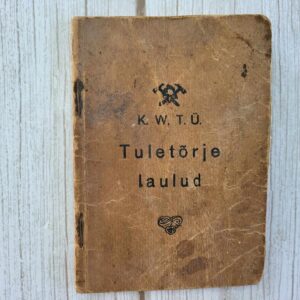 K. W. T. Ü.
Tuletõrje
laulud